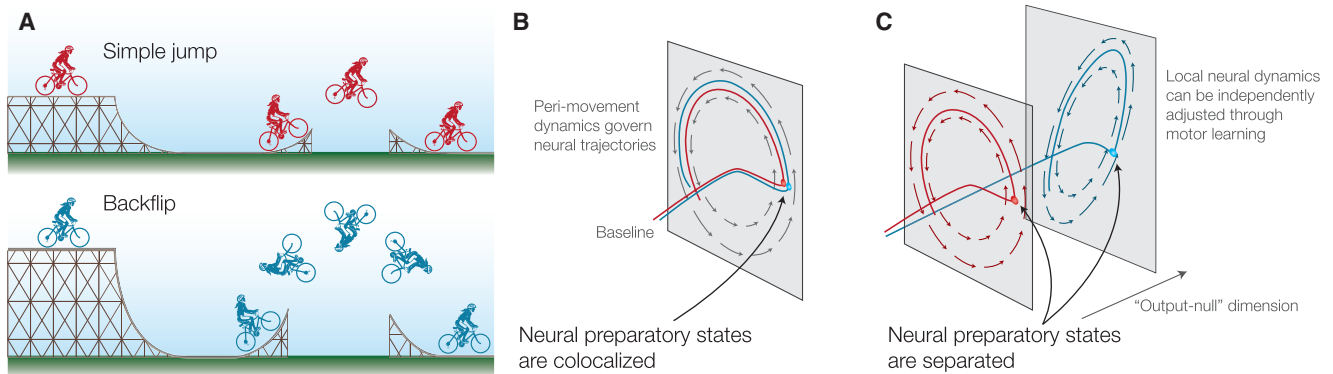 A
Simple jump
Backflip
B
Peri-movement
dynamics govern
neural trajectories
Baseline
Neural preparatory states
are colocalized
C
Local neural dynamics
can be independently
adjusted through
motor learning
“Output-null” dimension
Neural preparatory states
are separated